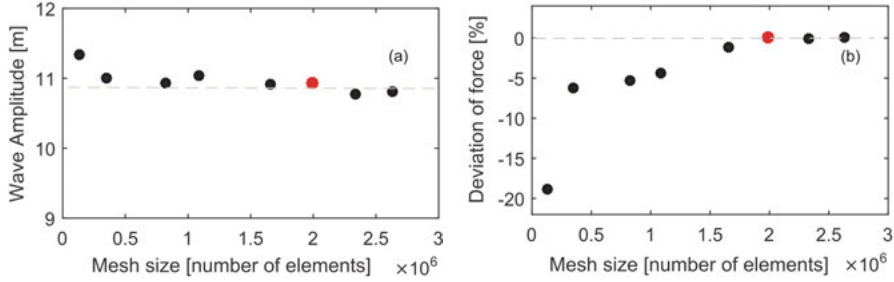 12
11
10
9
Wave Amplitude [m]
(a)
0 0.5 1 1.5 2 2.5 3
Mesh size [number of elements] ×10⁶
0
-5
-10
-15
-20
Deviation of force [%]
(b)
0 0.5 1 1.5 2 2.5 3
Mesh size [number of elements] ×10⁶